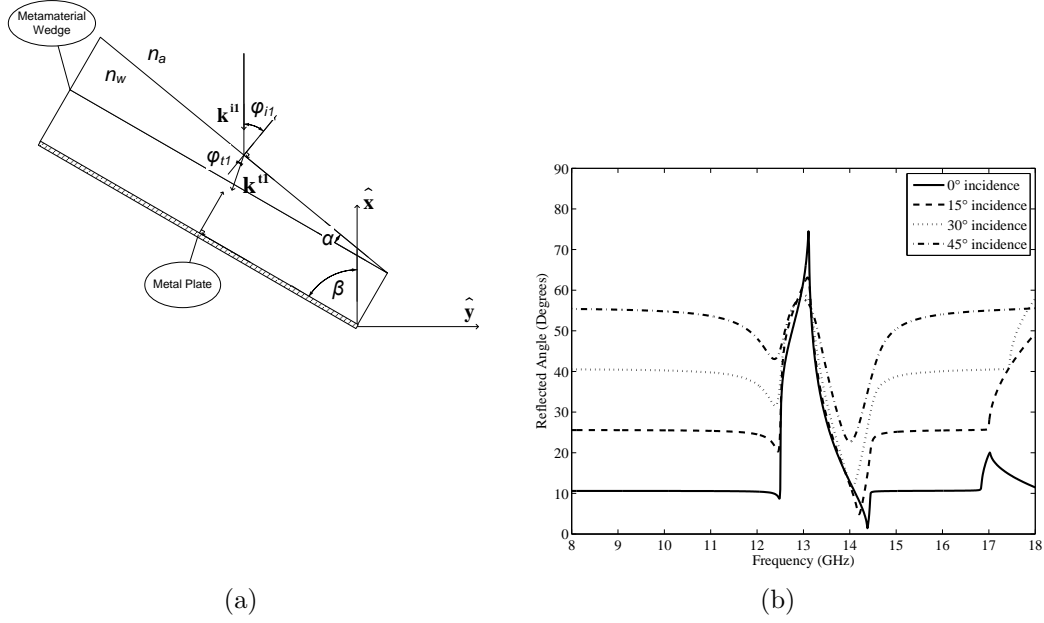 Metamaterial
Wedge
n_a
n_w
k^i1
φ_i1
φ_t1
k^t1
x̂
α
Metal Plate
β
ŷ
(a)
90
80
70
60
50
40
30
20
10
0
Reflected Angle (Degrees)
0° incidence
15° incidence
30° incidence
45° incidence
8 9 10 11 12 13 14 15 16 17 18
Frequency (GHz)
(b)